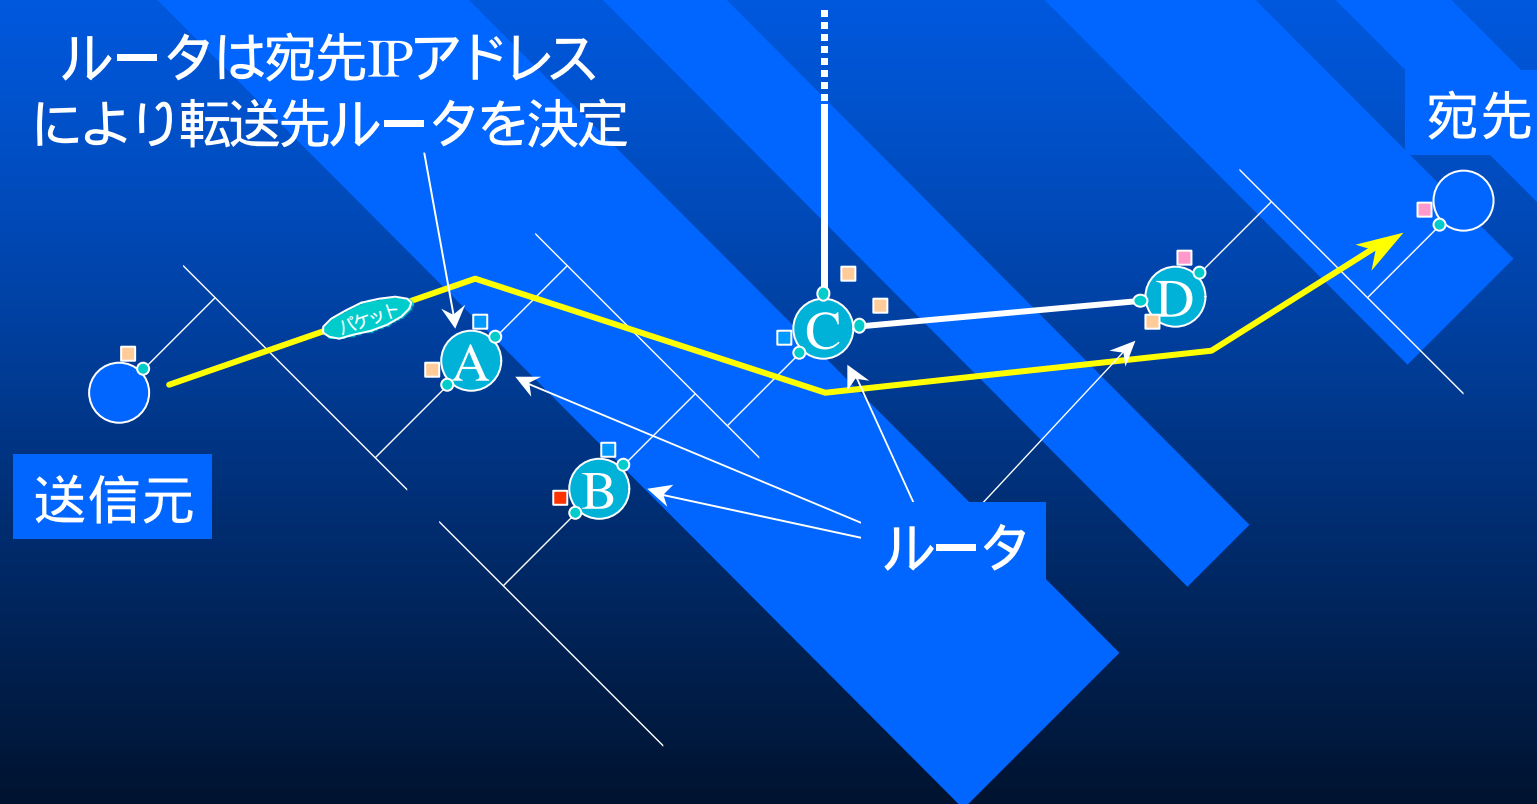 ルータは宛先IPアドレス
により転送先ルータを決定
宛先
パケット
A
B
C
D
送信元
ルータ